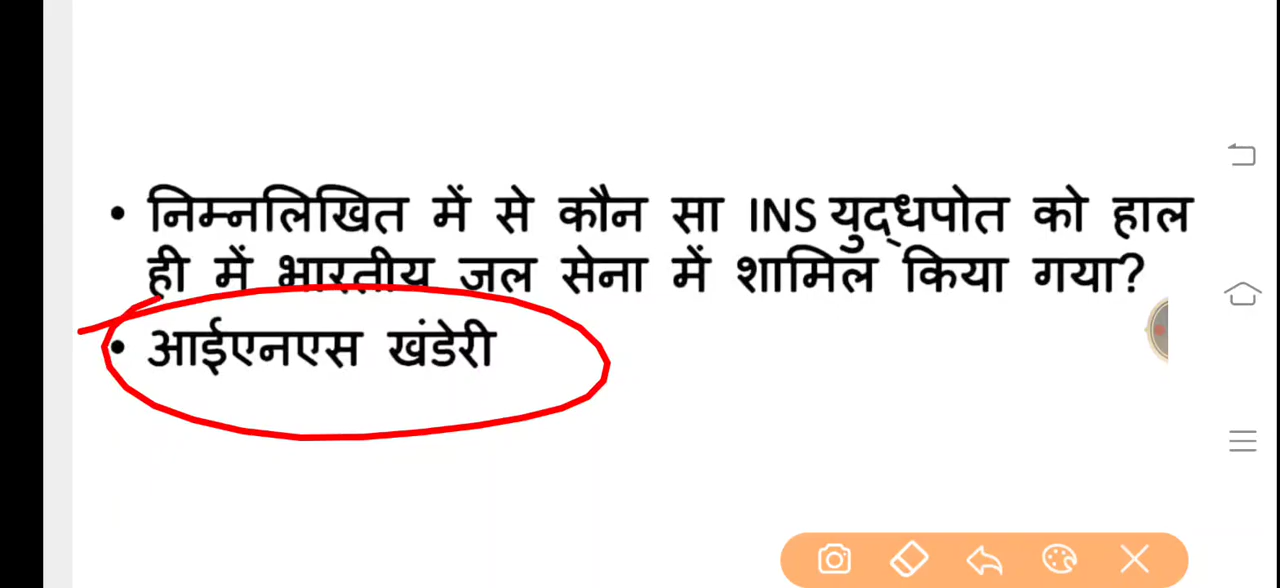 • निम्नलिखित में से कौन सा INS युद्धपोत को हाल
ही में भारतीय जल सेना में शामिल किया गया?
• आईएनएस खंडेरी